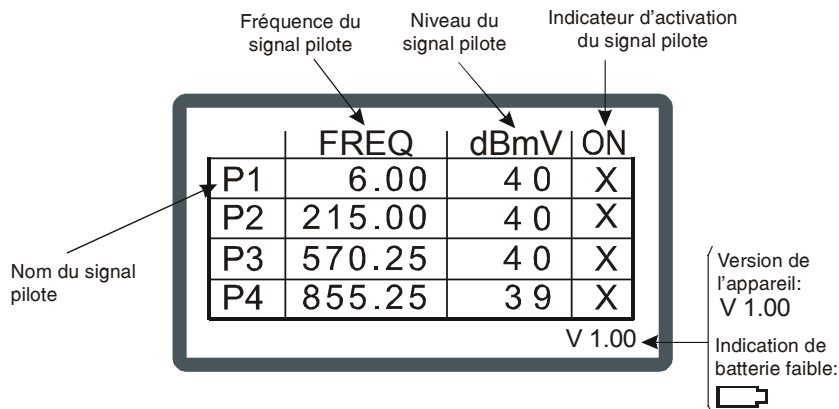 Fréquence du
signal pilote
Niveau du
signal pilote
Indicateur d'activation
du signal pilote
FREQ dBmV ON
P1 6.00 40 X
P2 215.00 40 X
P3 570.25 40 X
P4 855.25 39 X
V 1.00
Nom du signal
pilote
Version de
l'appareil:
V 1.00
Indication de
batterie faible: